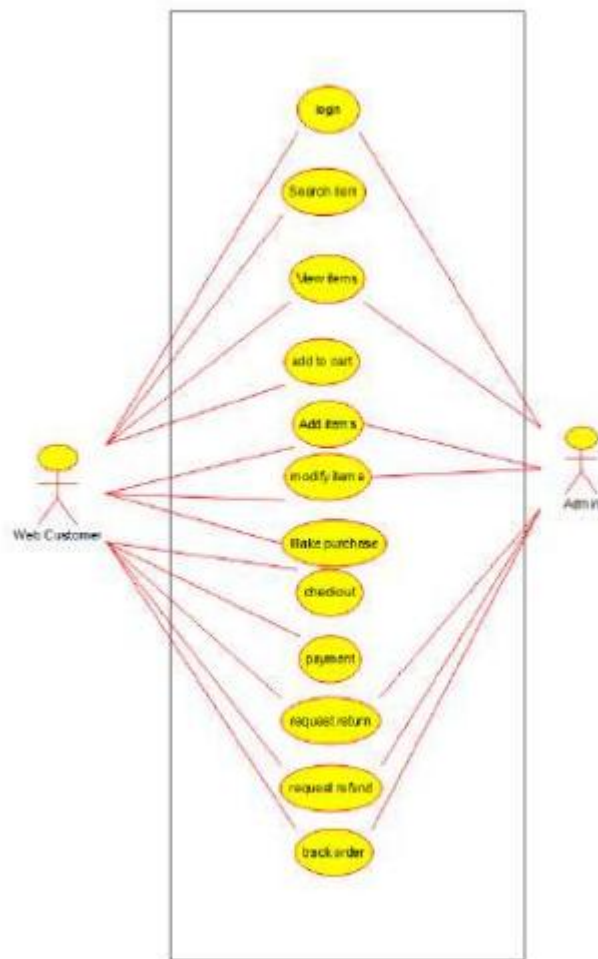 login
Search item
View items
add to cart
Add items
modify items
Make purchase
checkout
payment
request return
request refund
track order
Web Customer
Admin